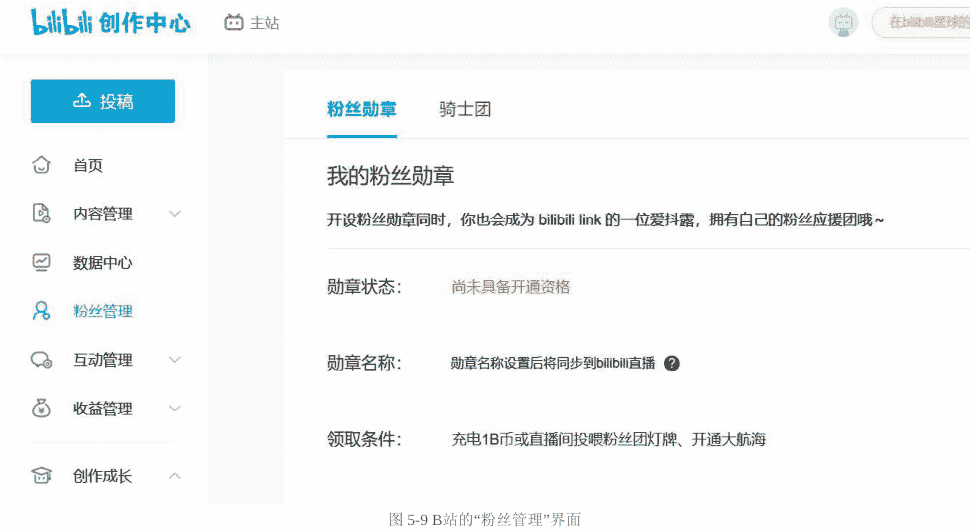 bilibili 创作中心 主站
投稿
首页
内容管理
数据中心
粉丝管理
互动管理
收益管理
创作成长
粉丝勋章 骑士团
我的粉丝勋章
开设粉丝勋章同时，你也会成为 bilibili link 的一位爱抖露，拥有自己的粉丝应援团哦～
勋章状态： 尚未具备开通资格
勋章名称： 勋章名称设置后将同步到bilibili直播 ?
领取条件： 充电1B币或直播间投喂粉丝团灯牌、开通大航海
图 5-9 B站的“粉丝管理”界面